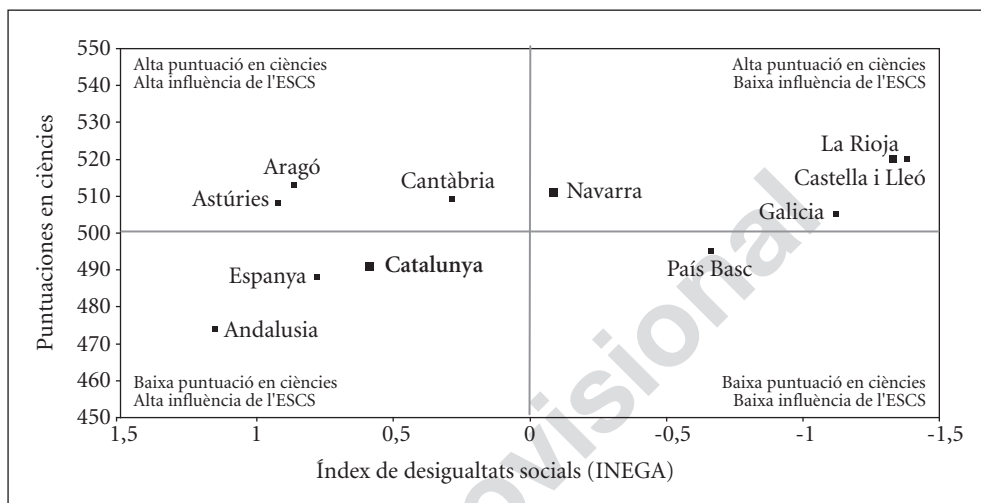 550
540
530
520
510
500
490
480
470
460
450
Puntuaciones en ciències
Alta puntuació en ciències
Alta influència de l'ESCS
Alta puntuació en ciències
Baixa influència de l'ESCS
La Rioja
Castella i Lleó
Aragó
Astúries
Cantàbria
Navarra
Galicia
Espanya
Catalunya
País Basc
Andalusia
Baixa puntuació en ciències
Alta influència de l'ESCS
Baixa puntuació en ciències
Baixa influència de l'ESCS
1,5 1 0,5 0 -0,5 -1 -1,5
Índex de desigualtats socials (INEGA)
ovisional